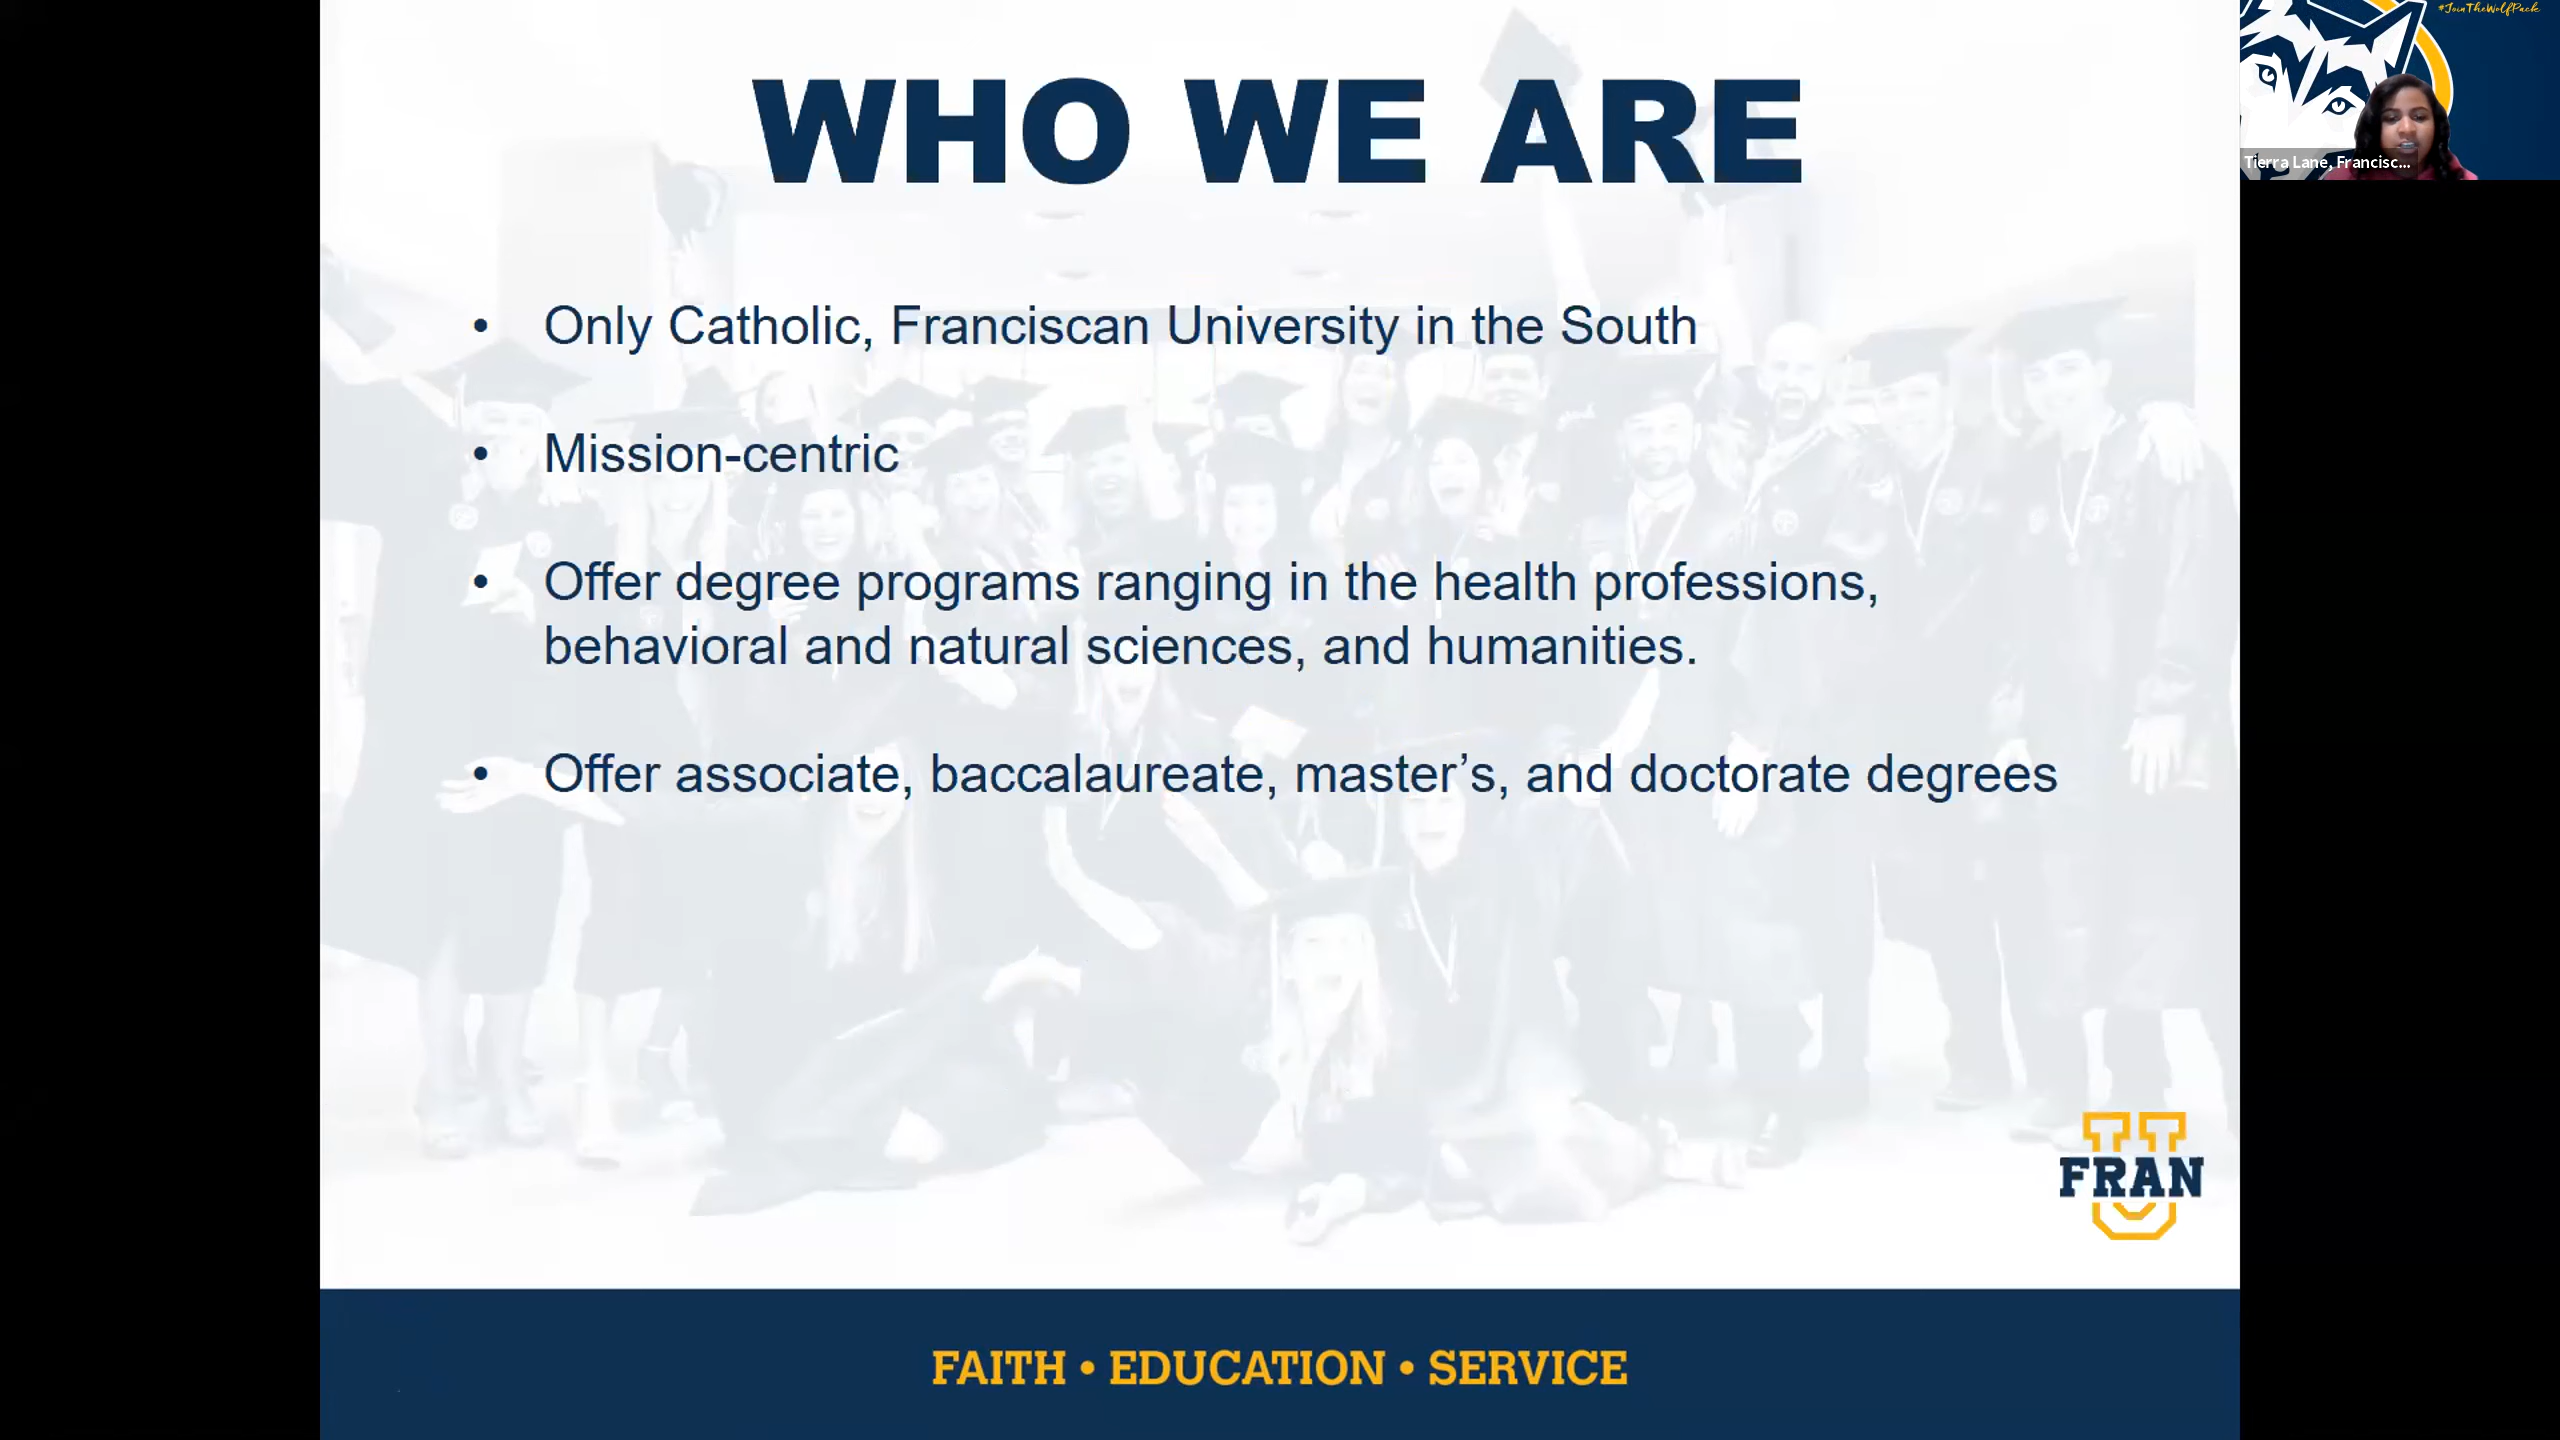 #JoinTheWolfPack
Tierra Lane, Francisc...
WHO WE ARE
• Only Catholic, Franciscan University in the South
• Mission-centric
• Offer degree programs ranging in the health professions,
behavioral and natural sciences, and humanities.
• Offer associate, baccalaureate, master’s, and doctorate degrees
FRAN
U
FAITH • EDUCATION • SERVICE